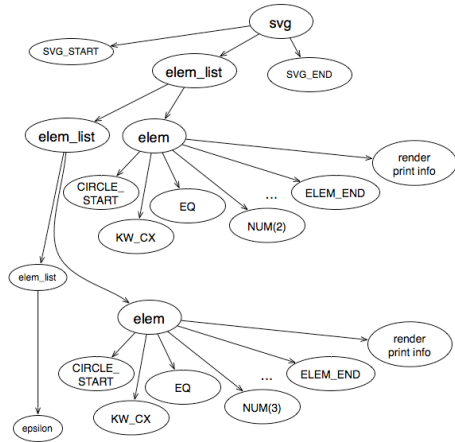 svg
SVG_START
elem_list
SVG_END
elem_list
elem
render
print info
CIRCLE_
START
EQ
...
ELEM_END
KW_CX
NUM(2)
elem_list
elem
render
print info
CIRCLE_
START
EQ
...
ELEM_END
KW_CX
NUM(3)
epsilon